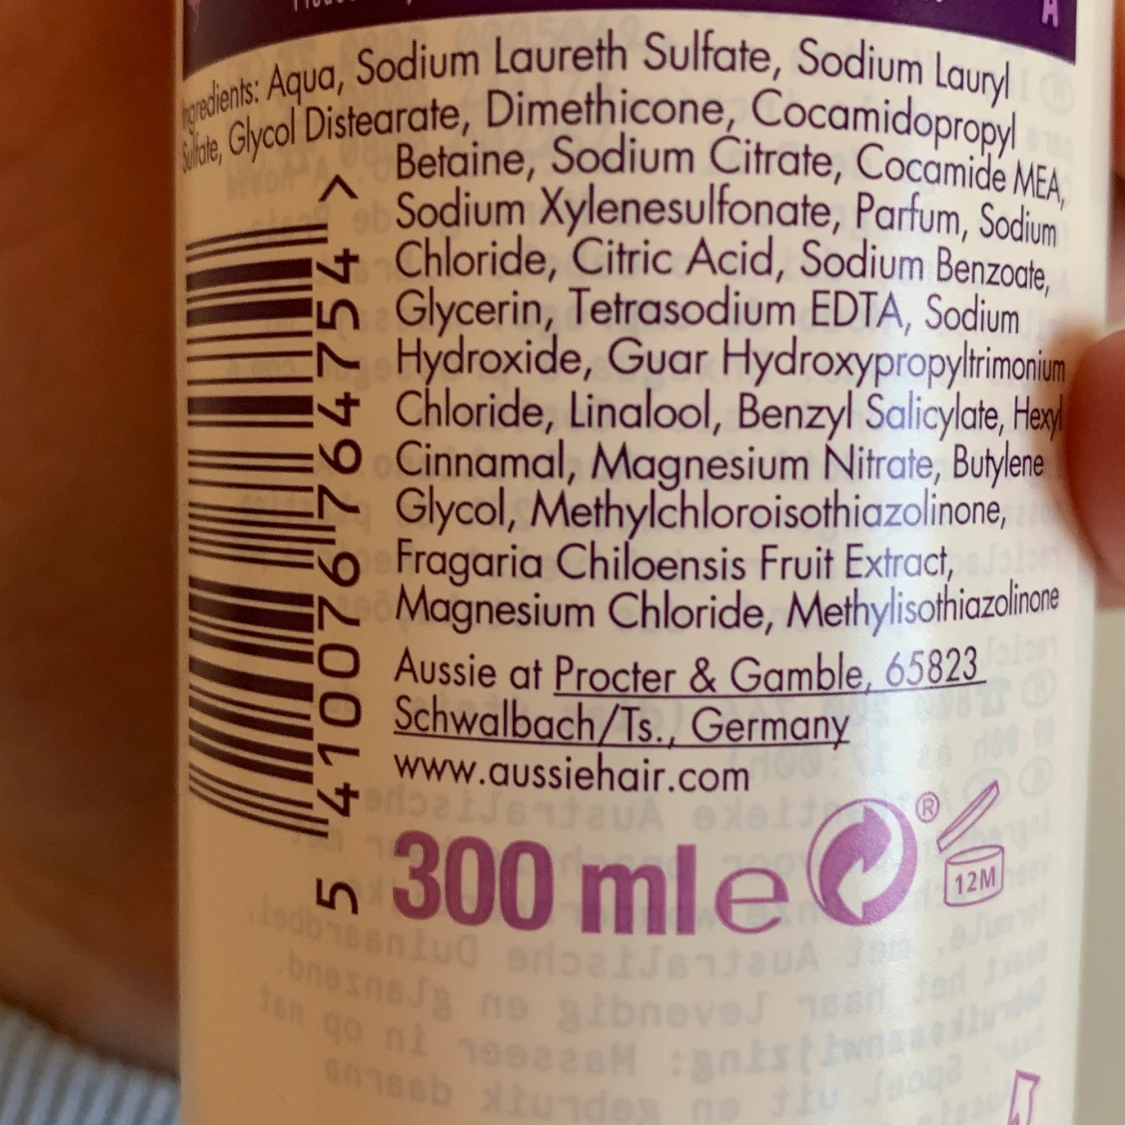 Ingredients: Aqua, Sodium Laureth Sulfate, Sodium Lauryl
Sulfate, Glycol Distearate, Dimethicone, Cocamidopropyl
Betaine, Sodium Citrate, Cocamide MEA,
Sodium Xylenesulfonate, Parfum, Sodium
Chloride, Citric Acid, Sodium Benzoate,
Glycerin, Tetrasodium EDTA, Sodium
Hydroxide, Guar Hydroxypropyltrimonium
Chloride, Linalool, Benzyl Salicylate, Hexyl
Cinnamal, Magnesium Nitrate, Butylene
Glycol, Methylchloroisothiazolinone,
Fragaria Chiloensis Fruit Extract,
Magnesium Chloride, Methylisothiazolinone
Aussie at Procter & Gamble, 65823
Schwalbach/Ts., Germany
www.aussiehair.com
300 ml e ®
12M
5 410076 764754 >